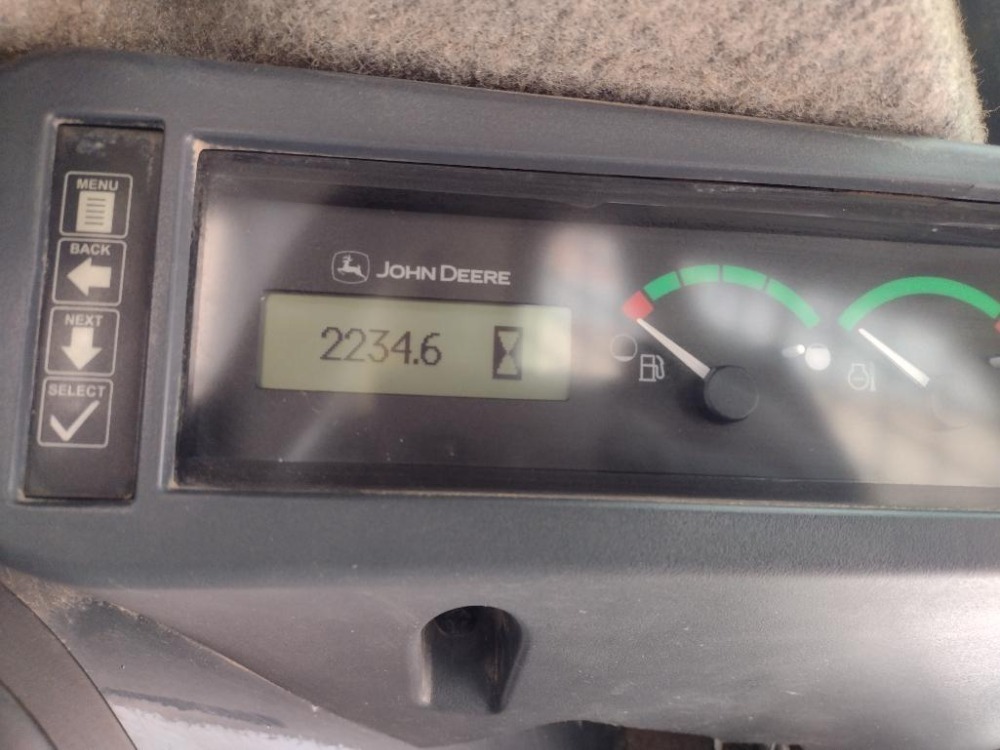 MENU
BACK
NEXT
SELECT
JOHN DEERE
2234.6